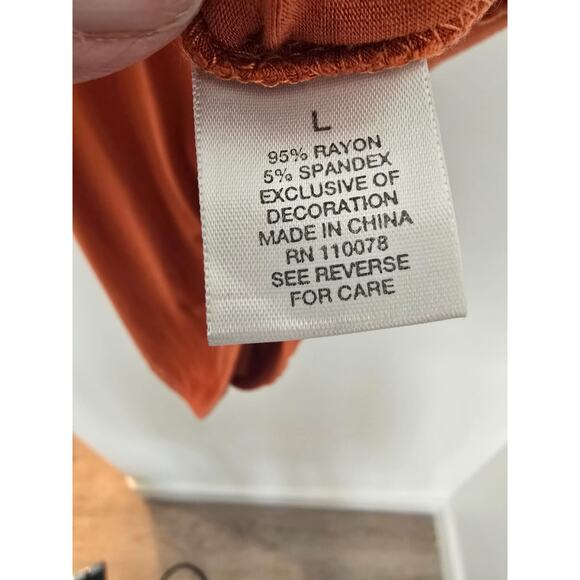 L
95% RAYON
5% SPANDEX
EXCLUSIVE OF
DECORATION
MADE IN CHINA
RN 110078
SEE REVERSE
FOR CARE